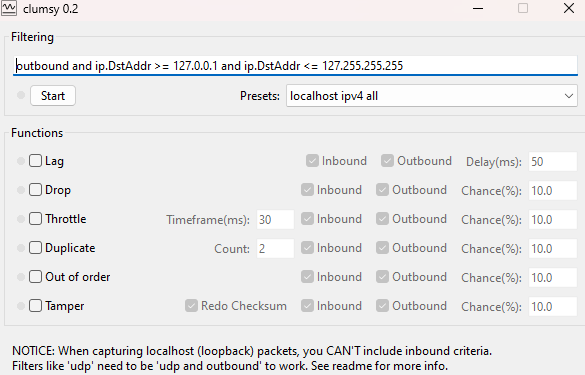 clumsy 0.2
Filtering
outbound and ip.DstAddr >= 127.0.0.1 and ip.DstAddr <= 127.255.255.255
Start Presets: localhost ipv4 all
Functions
Lag Inbound Outbound Delay(ms): 50
Drop Inbound Outbound Chance(%): 10.0
Throttle Timeframe(ms): 30 Inbound Outbound Chance(%): 10.0
Duplicate Count: 2 Inbound Outbound Chance(%): 10.0
Out of order Inbound Outbound Chance(%): 10.0
Tamper Redo Checksum Inbound Outbound Chance(%): 10.0
NOTICE: When capturing localhost (loopback) packets, you CAN'T include inbound criteria.
Filters like 'udp' need to be 'udp and outbound' to work. See readme for more info.